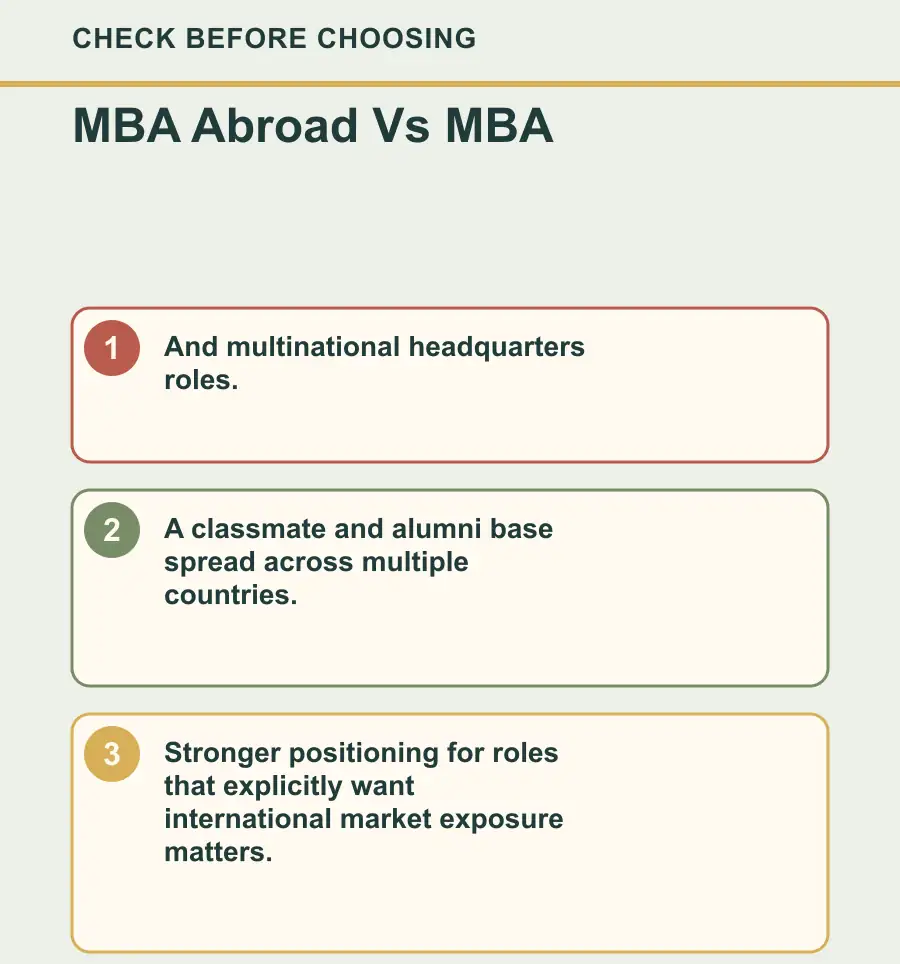 CHECK BEFORE CHOOSING
MBA Abroad Vs MBA
1
And multinational headquarters
roles.
2
A classmate and alumni base
spread across multiple
countries.
3
Stronger positioning for roles
that explicitly want
international market exposure
matters.